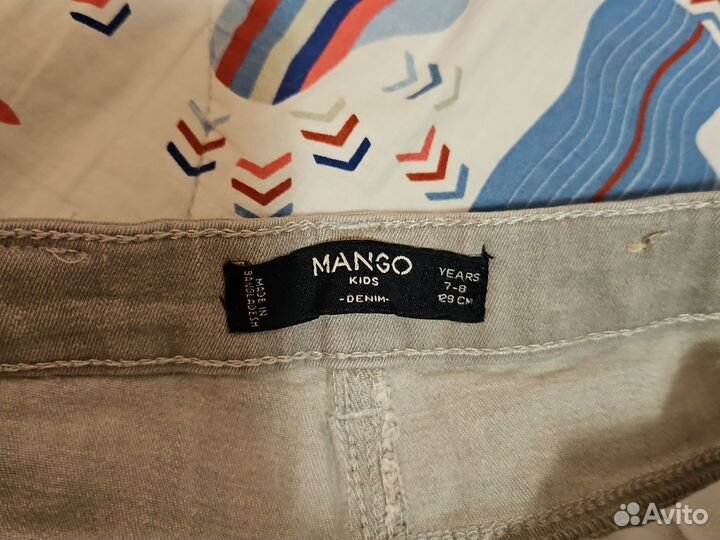 MADE IN
BANGLADESH
MANGO
KIDS
-DENIM-
YEARS
7-8
128 CM
Avito